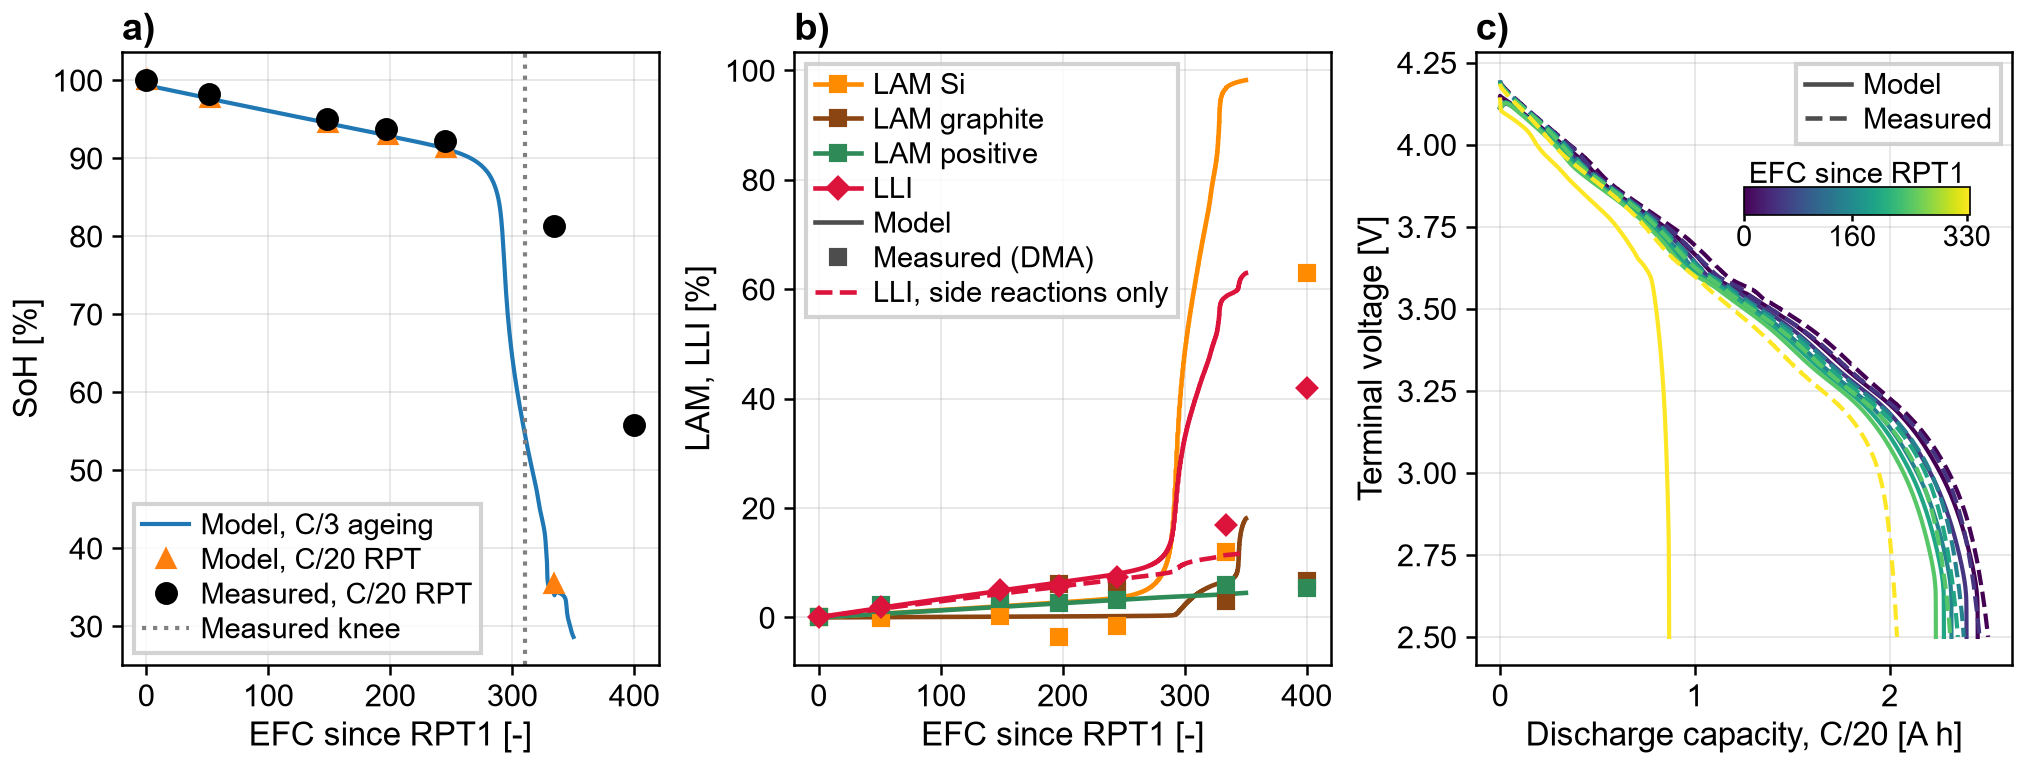 a)
100
90
80
70
60
50
40
30
0
100
200
300
400
SoH [%]
EFC since RPT1 [-]
Model, C/3 ageing
Model, C/20 RPT
Measured, C/20 RPT
Measured knee
b)
100
80
60
40
20
0
0
100
200
300
400
LAM, LLI [%]
EFC since RPT1 [-]
LAM Si
LAM graphite
LAM positive
LLI
Model
Measured (DMA)
LLI, side reactions only
c)
4.25
4.00
3.75
3.50
3.25
3.00
2.75
2.50
0
1
2
Terminal voltage [V]
Discharge capacity, C/20 [A h]
Model
Measured
EFC since RPT1
0
160
330